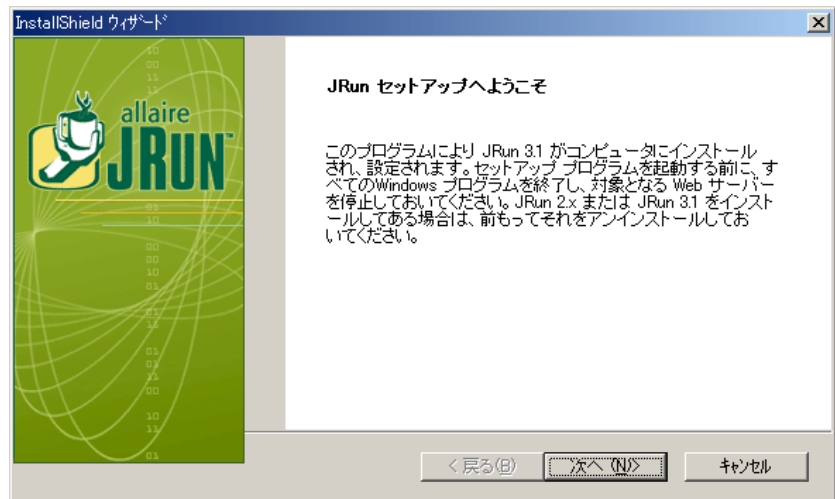 InstallShield ウィザード
allaire
JRUN™
JRun セットアップへようこそ
このプログラムにより JRun 3.1 がコンピュータにインストール
され、設定されます。セットアップ プログラムを起動する前に、す
べてのWindows プログラムを終了し、対象となる Web サーバー
を停止しておいてください。JRun 2.x または JRun 3.1 をインスト
ールしてある場合は、前もってそれをアンインストールしてお
いてください。
< 戻る(B)
次へ (N)>
キャンセル